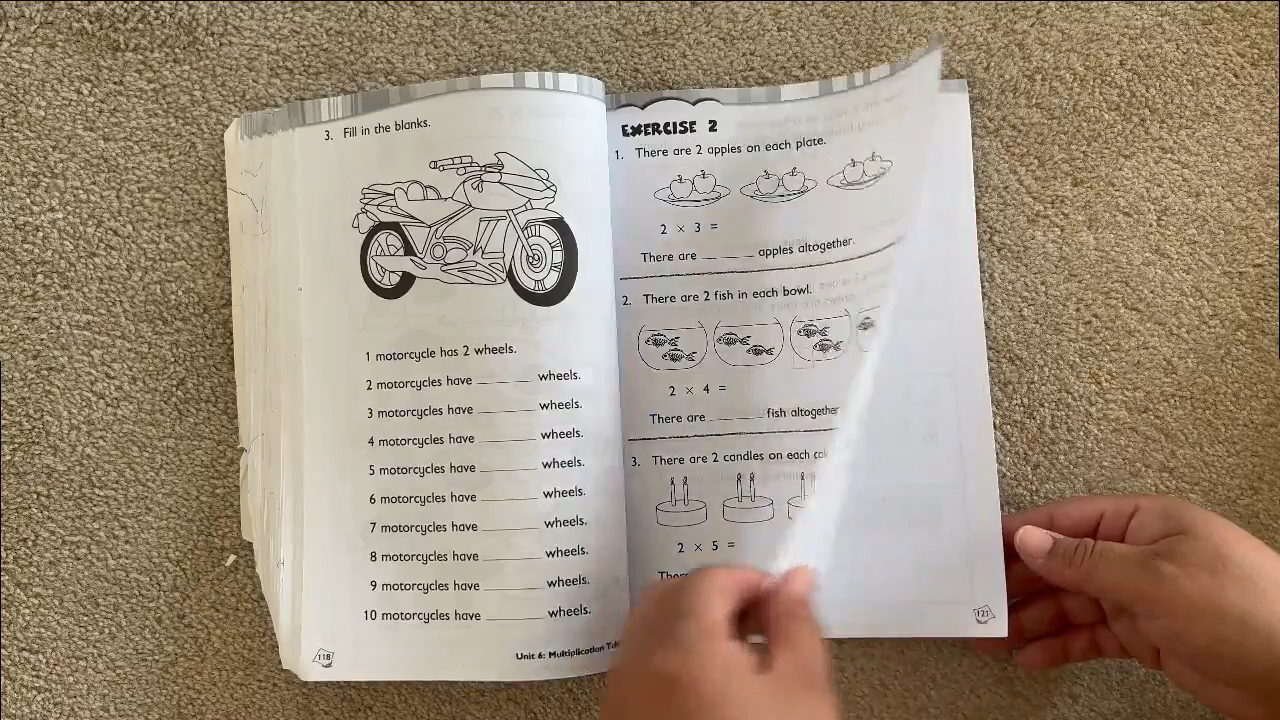 3. Fill in the blanks.
1 motorcycle has 2 wheels.
2 motorcycles have ______ wheels.
3 motorcycles have ______ wheels.
4 motorcycles have ______ wheels.
5 motorcycles have ______ wheels.
6 motorcycles have ______ wheels.
7 motorcycles have ______ wheels.
8 motorcycles have ______ wheels.
9 motorcycles have ______ wheels.
10 motorcycles have ______ wheels.
118
Unit 6: Multiplication
EXERCISE 2
1. There are 2 apples on each plate.
2 × 3 =
There are ______ apples altogether.
2. There are 2 fish in each bowl.
2 × 4 =
There are ______ fish altogether
3. There are 2 candles on each
2 × 5 =
121